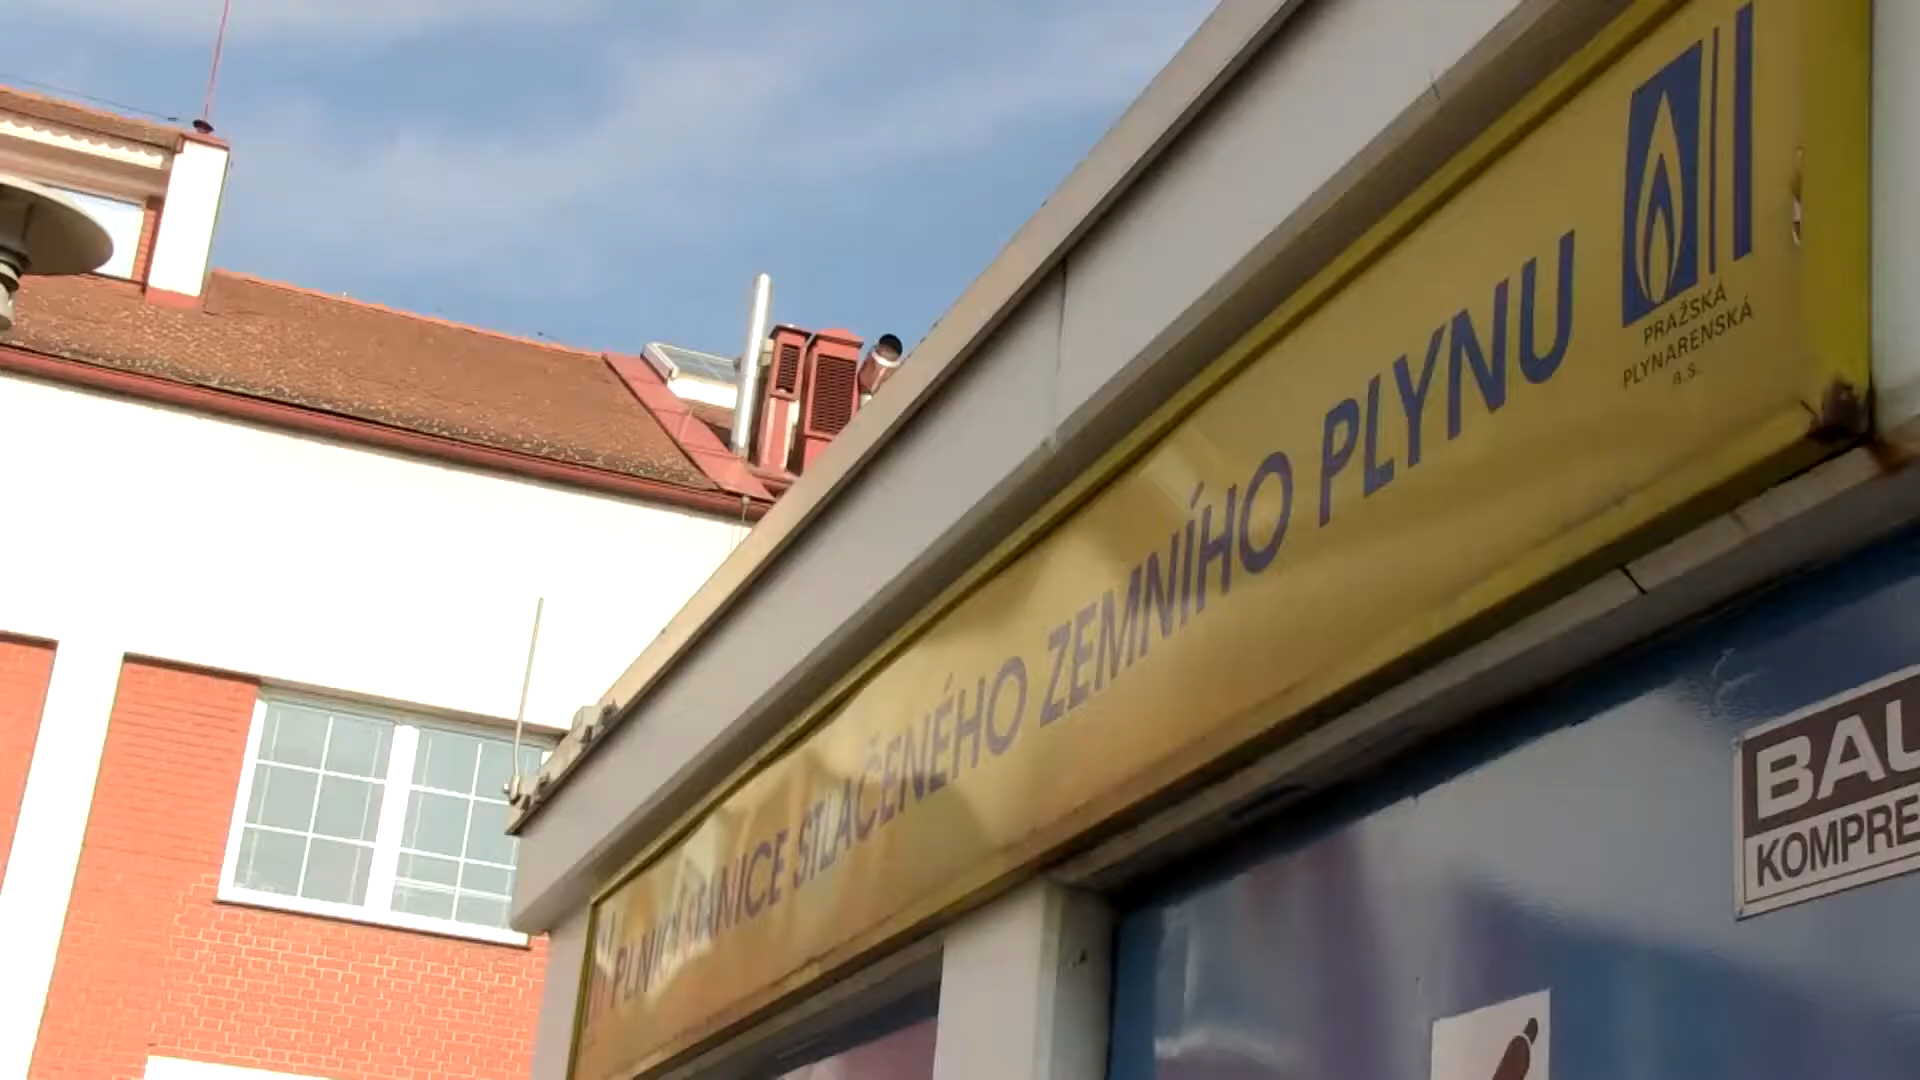 PLNICÍ STANICE STLAČENÉHO ZEMNÍHO PLYNU
PRAŽSKÁ
PLYNÁRENSKÁ
a.s.
BAU
KOMPRE